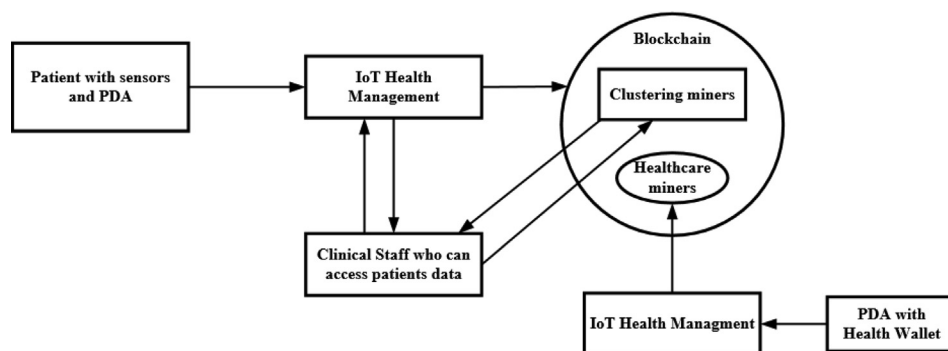 Blockchain
Patient with sensors
and PDA
IoT Health
Management
Clustering miners
Healthcare
miners
Clinical Staff who can
access patients data
IoT Health Managment
PDA with
Health Wallet